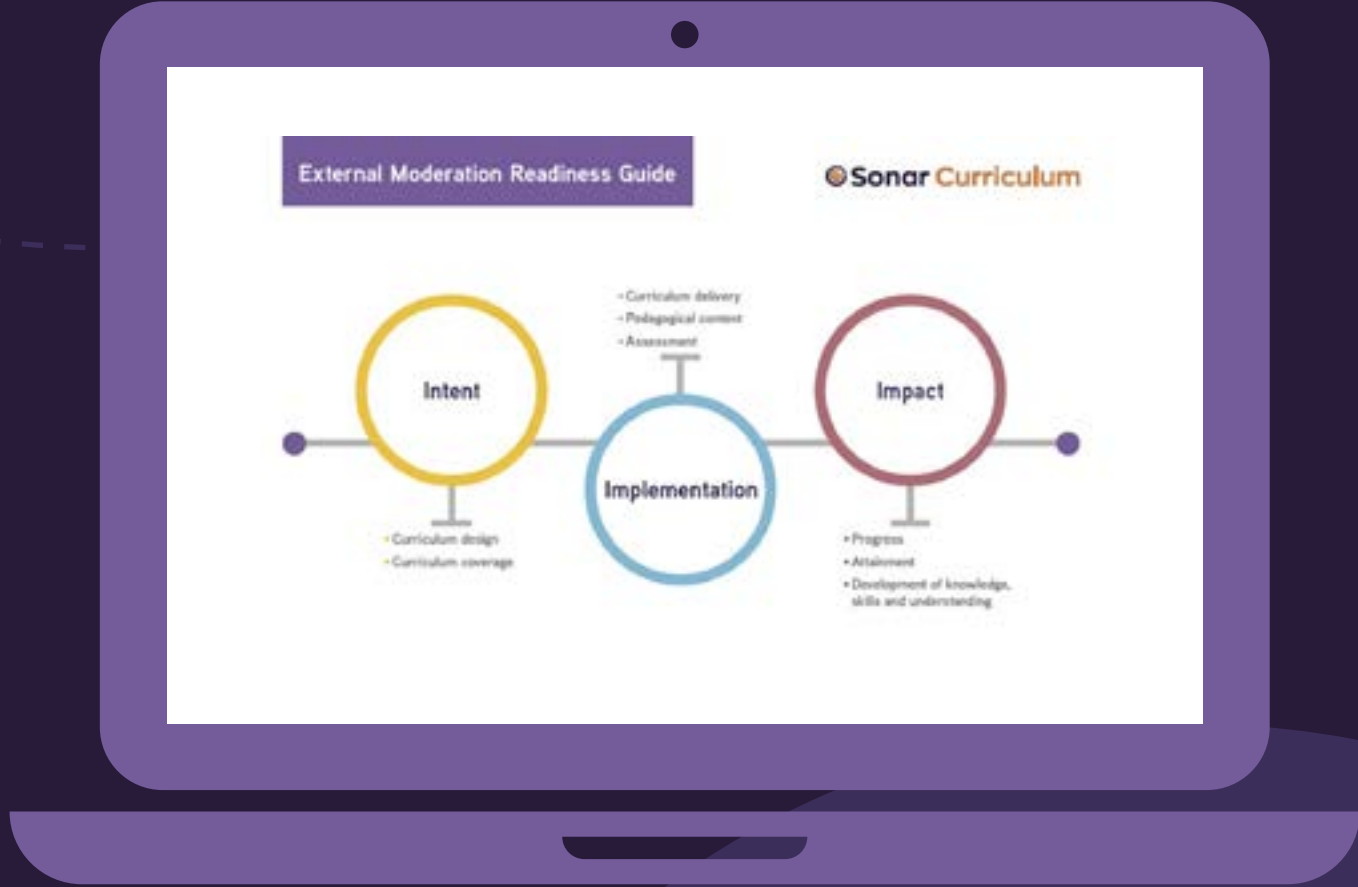 External Moderation Readiness Guide
Sonar Curriculum
Intent
• Curriculum design
• Curriculum coverage
• Curriculum delivery
• Pedagogical content
• Assessment
Implementation
Impact
• Progress
• Attainment
• Development of knowledge,
skills and understanding